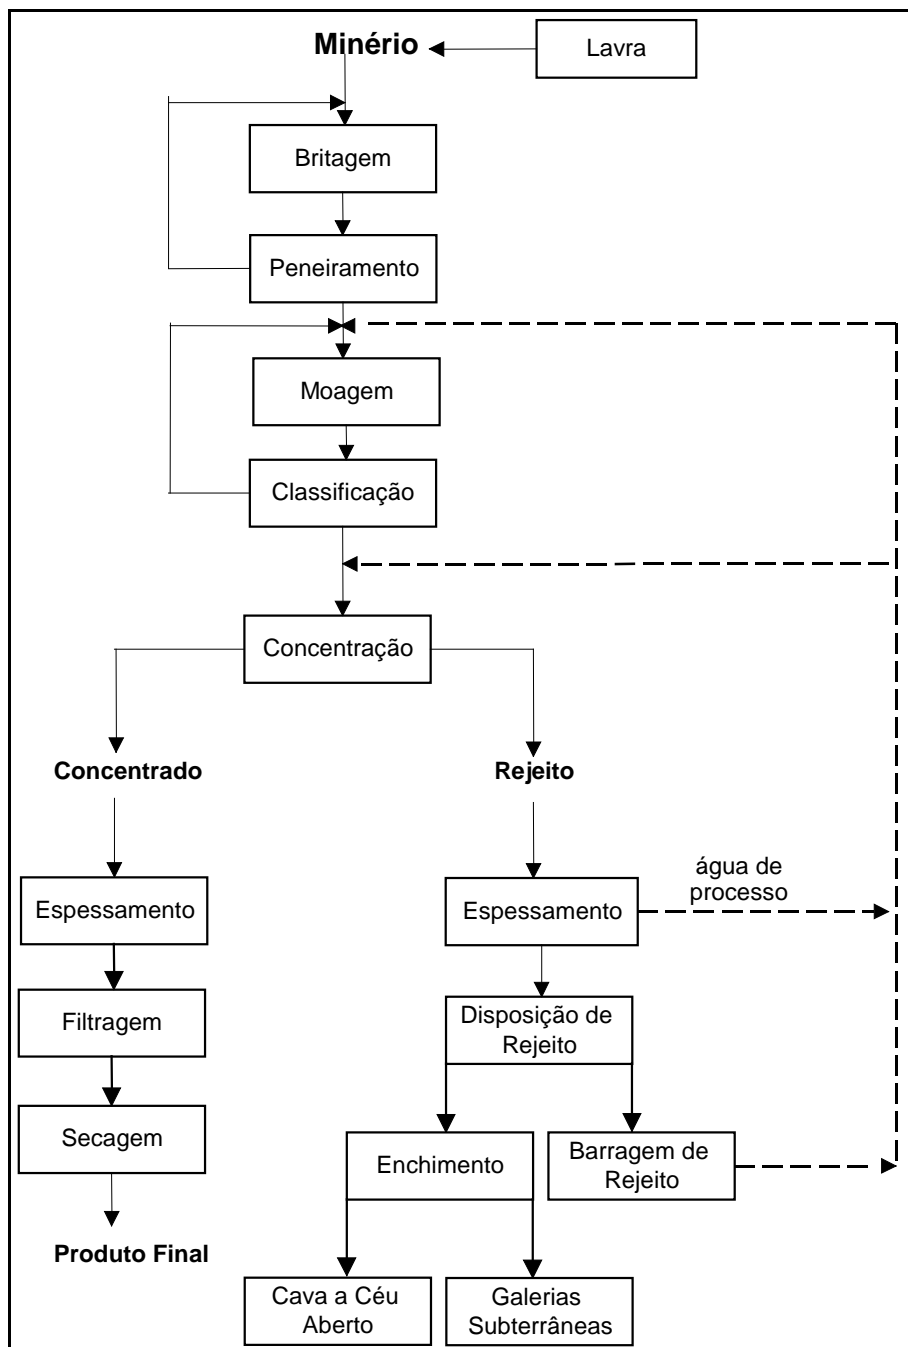 Minério
Lavra
Britagem
Peneiramento
Moagem
Classificação
Concentração
Concentrado
Rejeito
água de
processo
Espessamento
Espessamento
Filtragem
Disposição de
Rejeito
Secagem
Enchimento
Barragem de
Rejeito
Produto Final
Cava a Céu
Aberto
Galerias
Subterrâneas